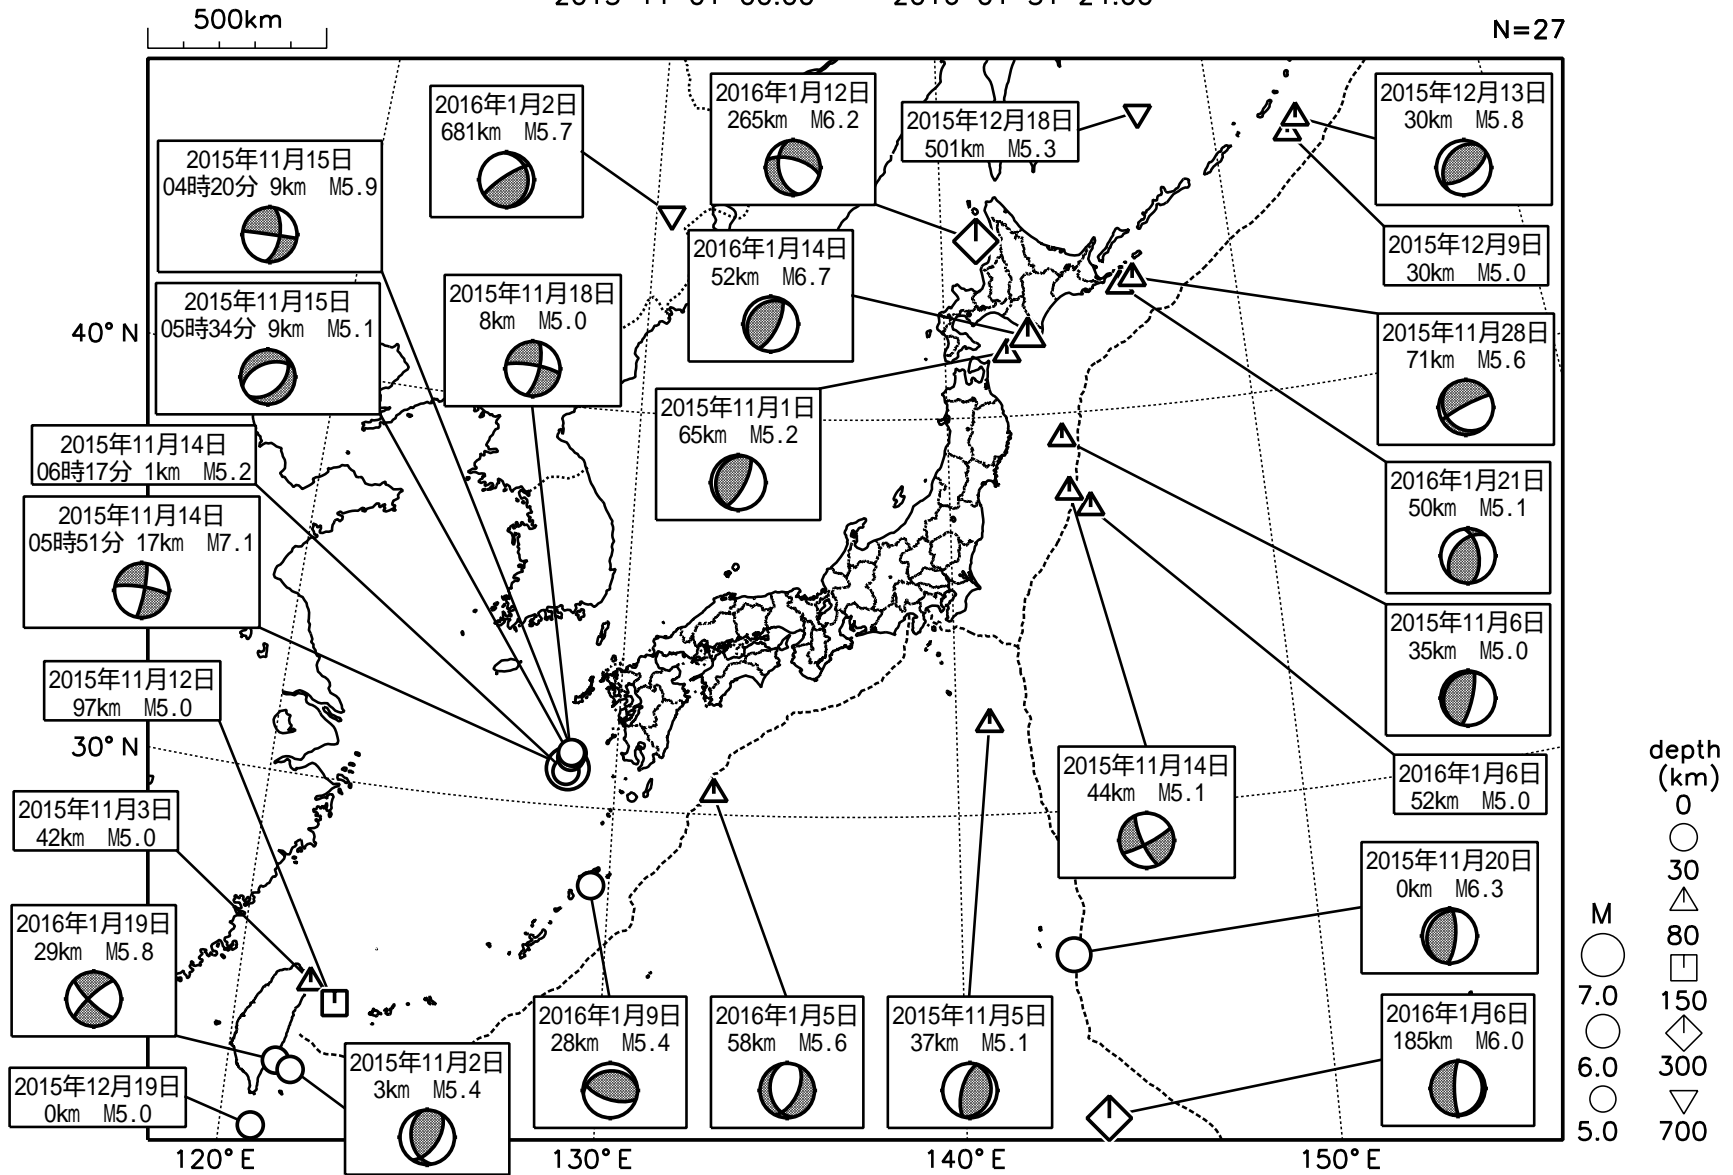 500km
N=27
2016年1月2日
681km M5.7
2016年1月12日
265km M6.2
2015年12月18日
501km M5.3
2015年12月13日
30km M5.8
2015年11月15日
04時20分 9km M5.9
2016年1月14日
52km M6.7
2015年12月9日
30km M5.0
2015年11月15日
05時34分 9km M5.1
2015年11月18日
8km M5.0
40°N
2015年11月28日
71km M5.6
2015年11月1日
65km M5.2
2015年11月14日
06時17分 1km M5.2
2016年1月21日
50km M5.1
2015年11月14日
05時51分 17km M7.1
2015年11月6日
35km M5.0
2015年11月12日
97km M5.0
30°N
2015年11月14日
44km M5.1
2016年1月6日
52km M5.0
2015年11月3日
42km M5.0
2015年11月20日
0km M6.3
2016年1月19日
29km M5.8
2016年1月9日
28km M5.4
2016年1月5日
58km M5.6
2015年11月5日
37km M5.1
2016年1月6日
185km M6.0
2015年11月2日
3km M5.4
2015年12月19日
0km M5.0
120°E
130°E
140°E
150°E
M
7.0
6.0
5.0
depth
(km)
0
30
80
150
300
700